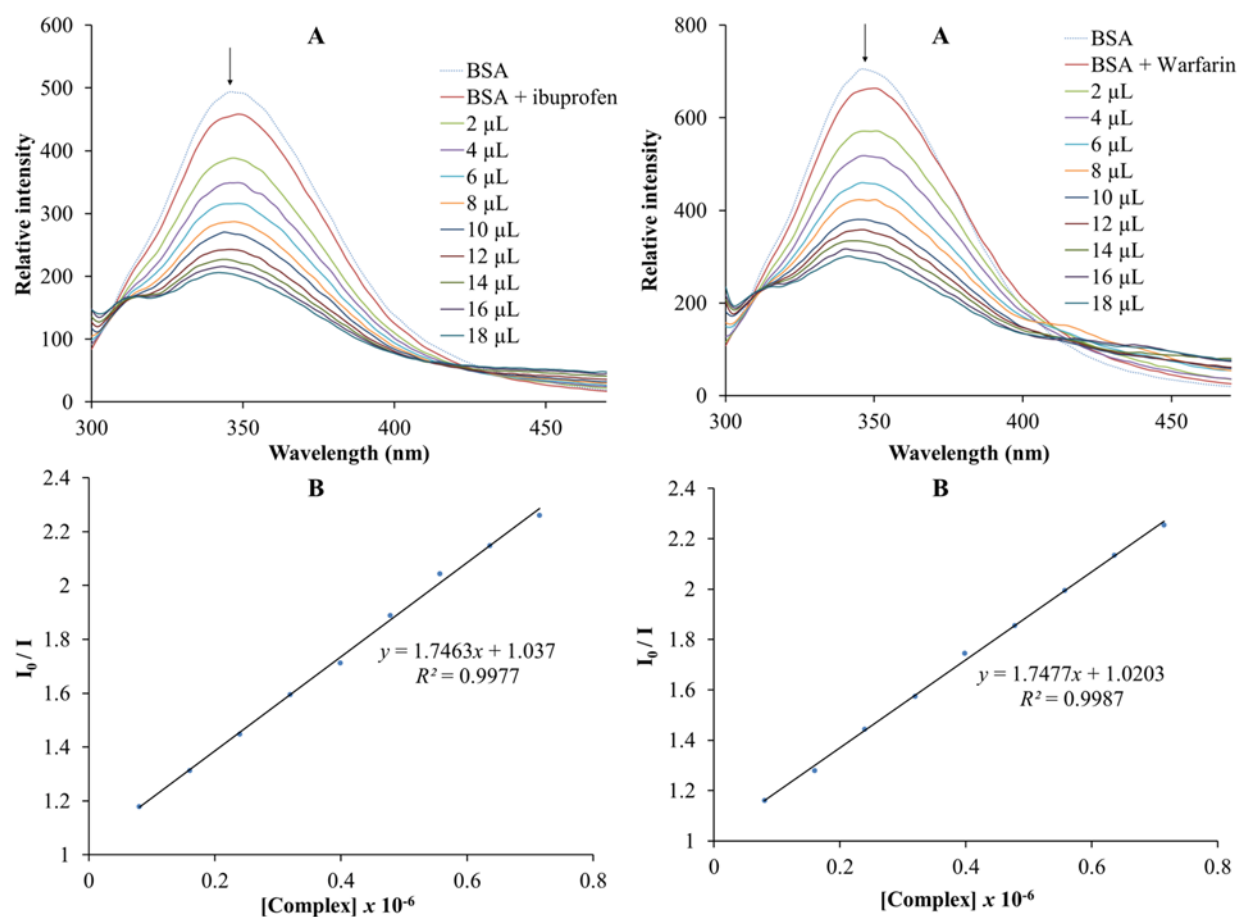 A
600
500
400
300
200
100
0
Relative intensity
BSA
BSA + ibuprofen
2 µL
4 µL
6 µL
8 µL
10 µL
12 µL
14 µL
16 µL
18 µL
300
350
400
450
Wavelength (nm)
A
800
600
400
200
0
Relative intensity
BSA
BSA + Warfarin
2 µL
4 µL
6 µL
8 µL
10 µL
12 µL
14 µL
16 µL
18 µL
300
350
400
450
Wavelength (nm)
B
2.4
2.2
2
1.8
1.6
1.4
1.2
1
I₀ / I
y = 1.7463x + 1.037
R² = 0.9977
0
0.2
0.4
0.6
0.8
[Complex] x 10⁻⁶
B
2.4
2.2
2
1.8
1.6
1.4
1.2
1
I₀ / I
y = 1.7477x + 1.0203
R² = 0.9987
0
0.2
0.4
0.6
0.8
[Complex] x 10⁻⁶